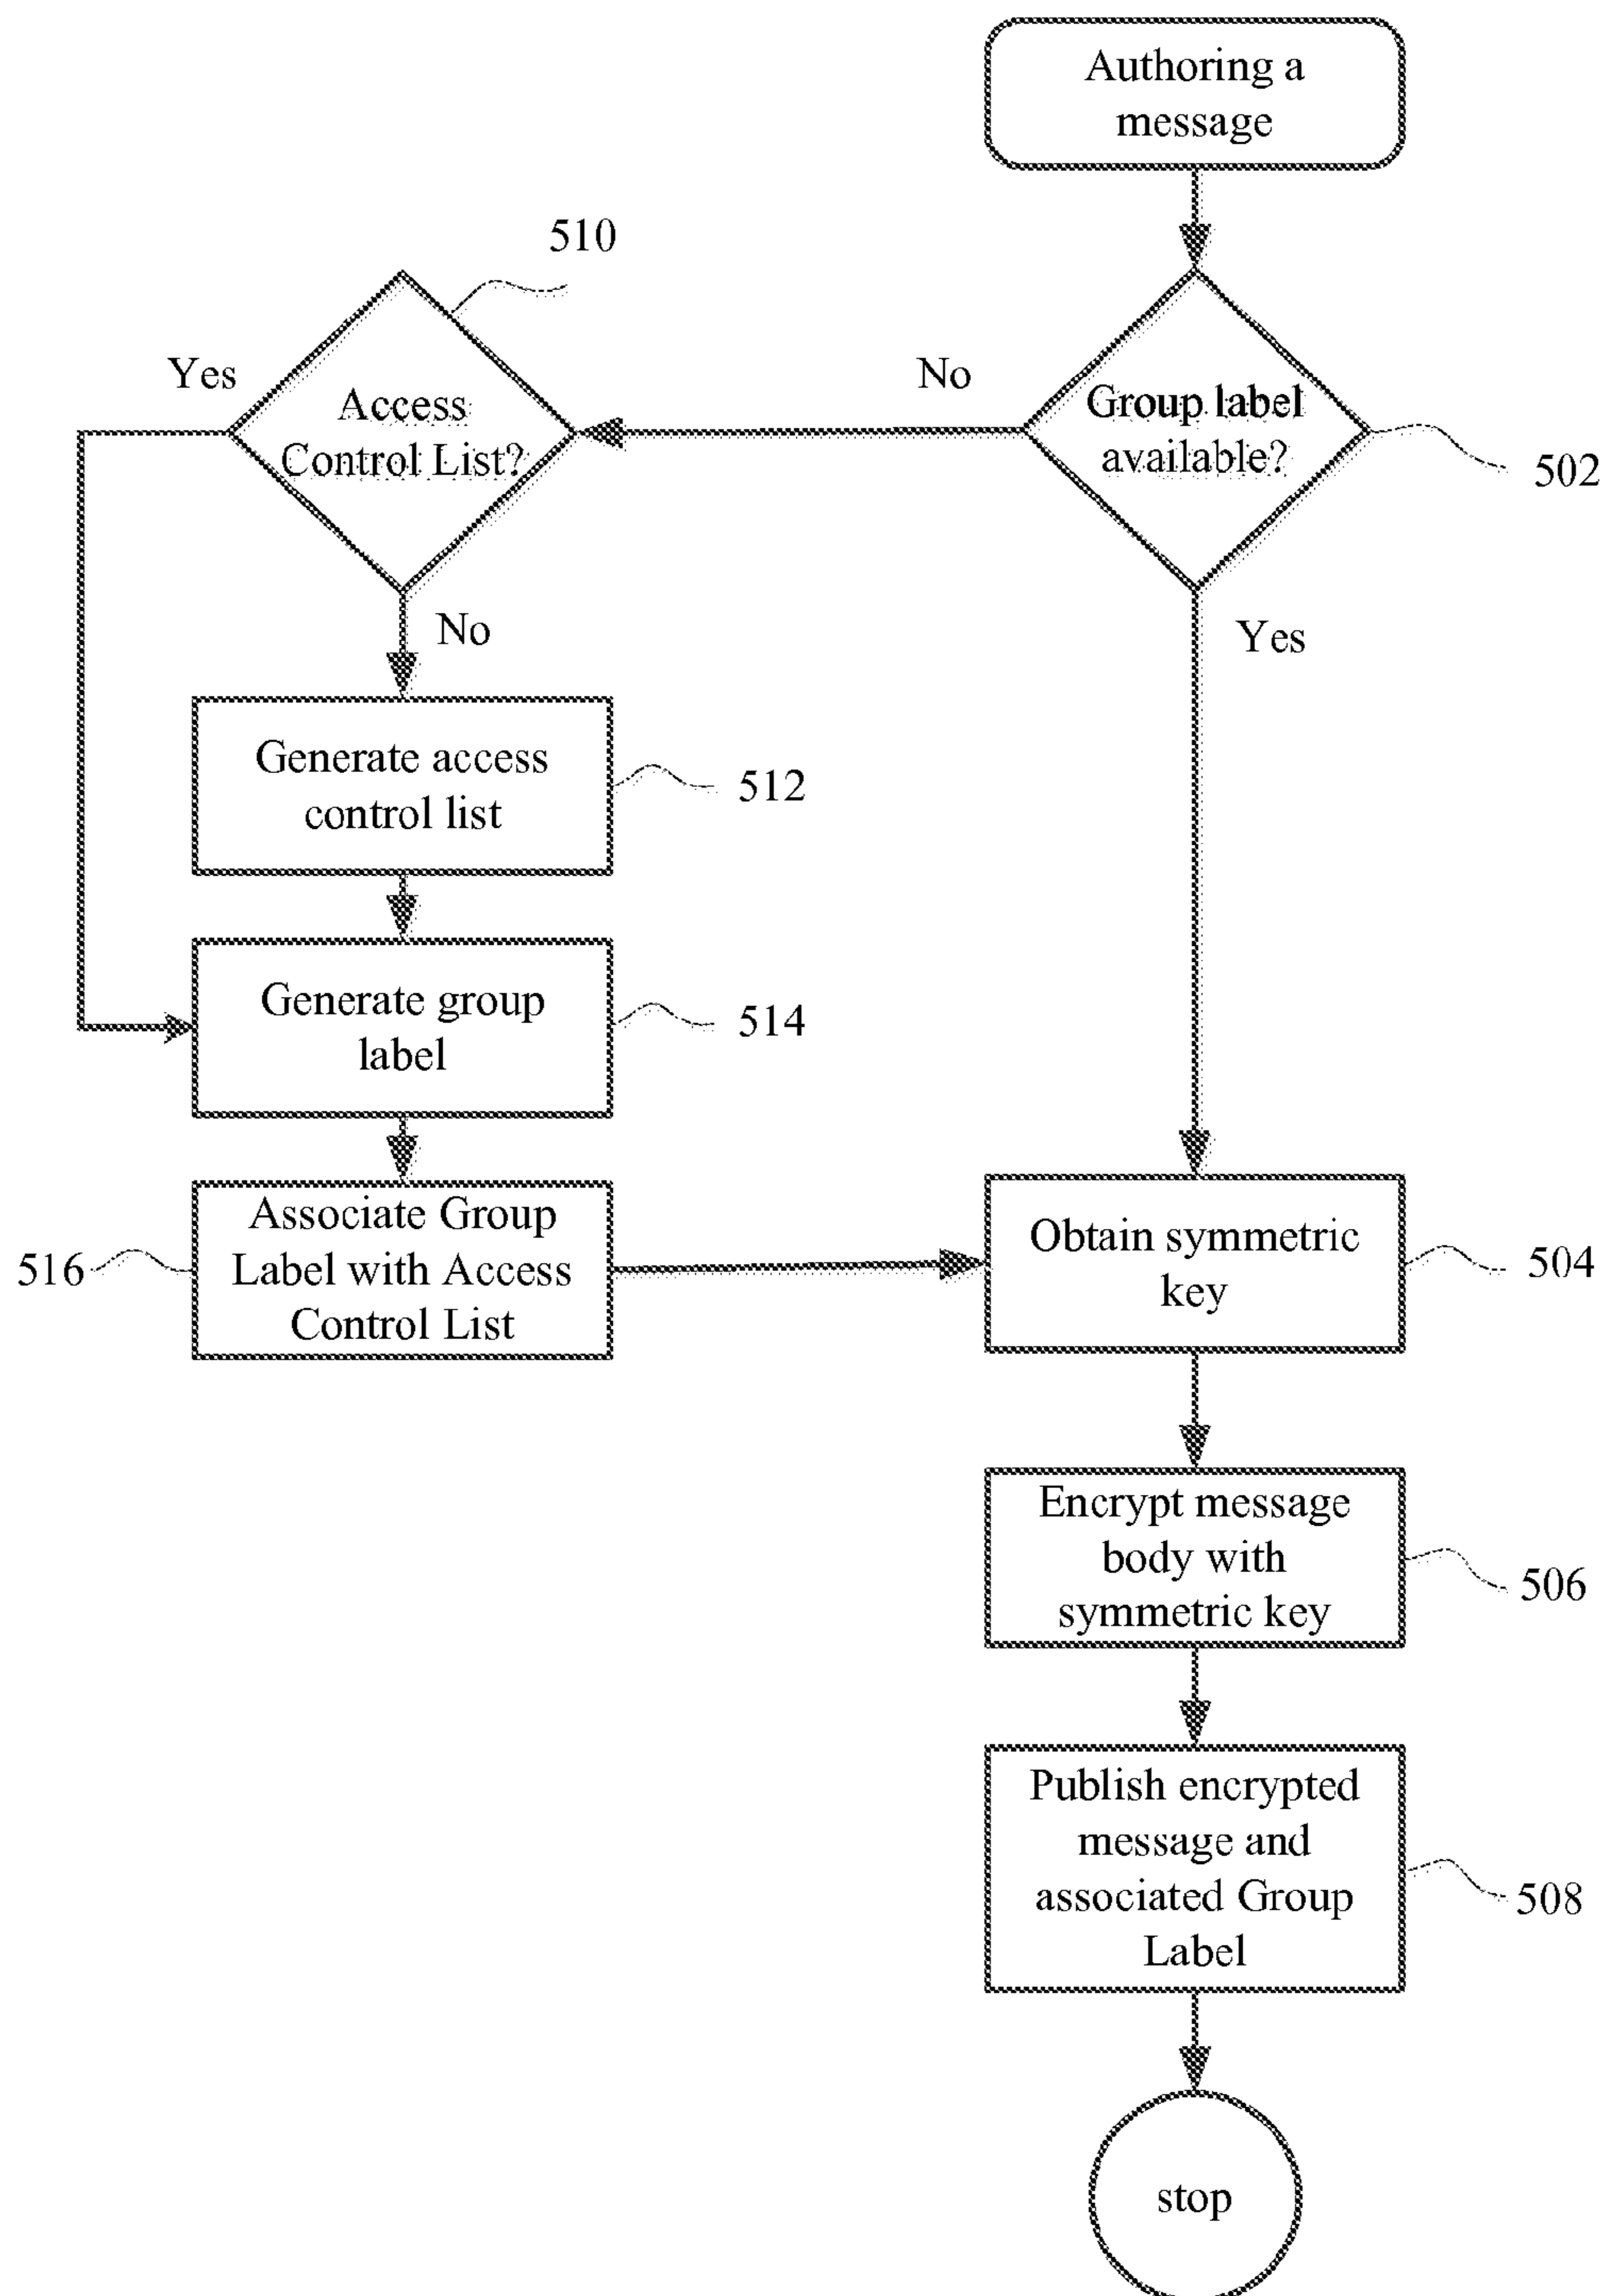 Authoring a
message
510
Yes
Access
Control List?
No
Group label
available?
502
No
Yes
Generate access
control list
512
Generate group
label
514
Associate Group
Label with Access
Control List
516
Obtain symmetric
key
504
Encrypt message
body with
symmetric key
506
Publish encrypted
message and
associated Group
Label
508
stop